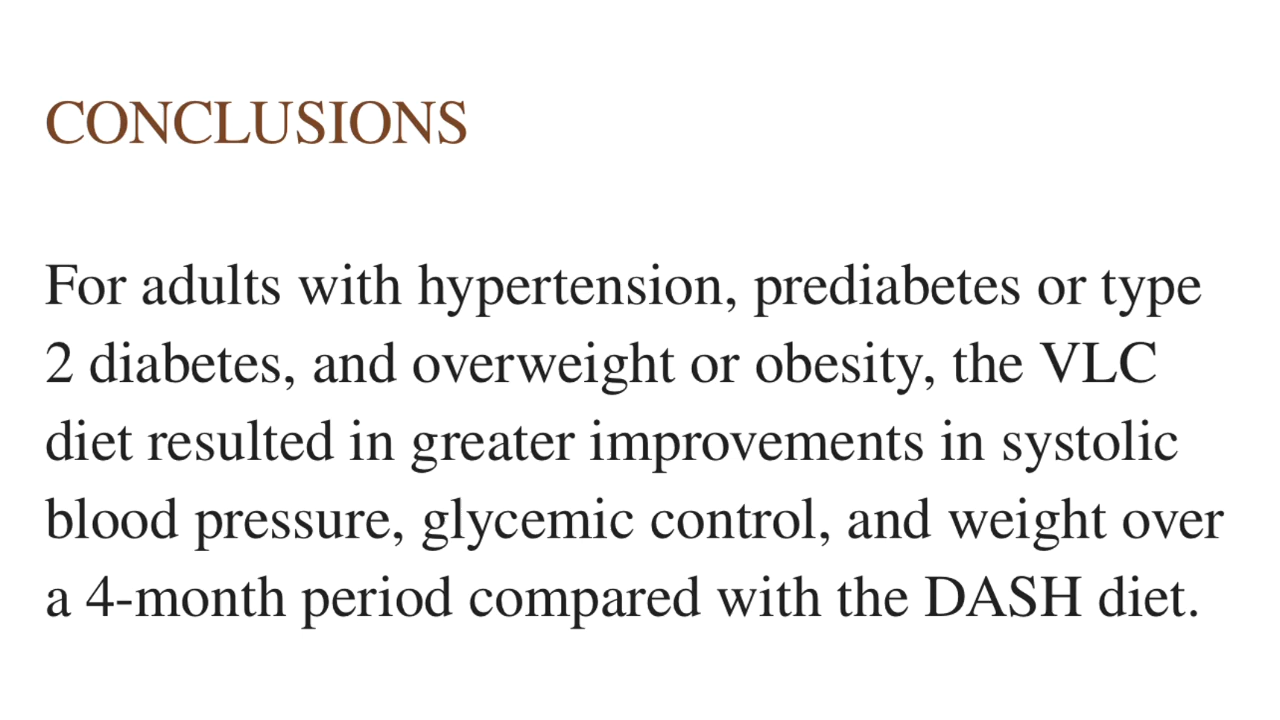 CONCLUSIONS
For adults with hypertension, prediabetes or type
2 diabetes, and overweight or obesity, the VLC
diet resulted in greater improvements in systolic
blood pressure, glycemic control, and weight over
a 4-month period compared with the DASH diet.